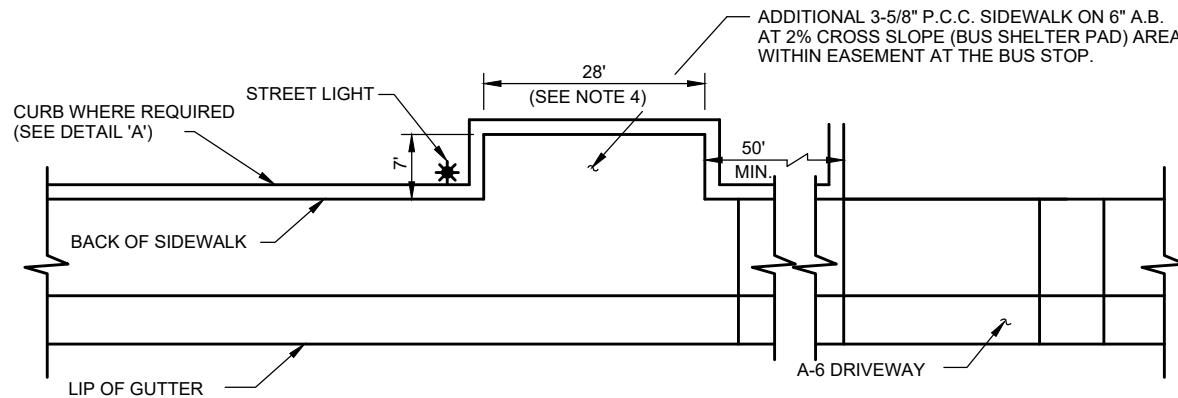 ADDITIONAL 3-5/8" P.C.C. SIDEWALK ON 6" A.B.
AT 2% CROSS SLOPE (BUS SHELTER PAD) AREA
WITHIN EASEMENT AT THE BUS STOP.
28'
(SEE NOTE 4)
STREET LIGHT
CURB WHERE REQUIRED
(SEE DETAIL 'A')
7'
50'
MIN.
BACK OF SIDEWALK
A-6 DRIVEWAY
LIP OF GUTTER